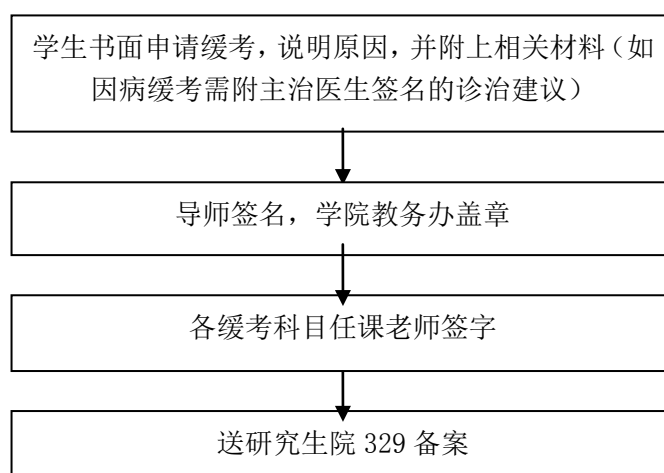 学生书面申请缓考，说明原因，并附上相关材料（如
因病缓考需附主治医生签名的诊治建议）
导师签名，学院教务办盖章
各缓考科目任课老师签字
送研究生院 329 备案